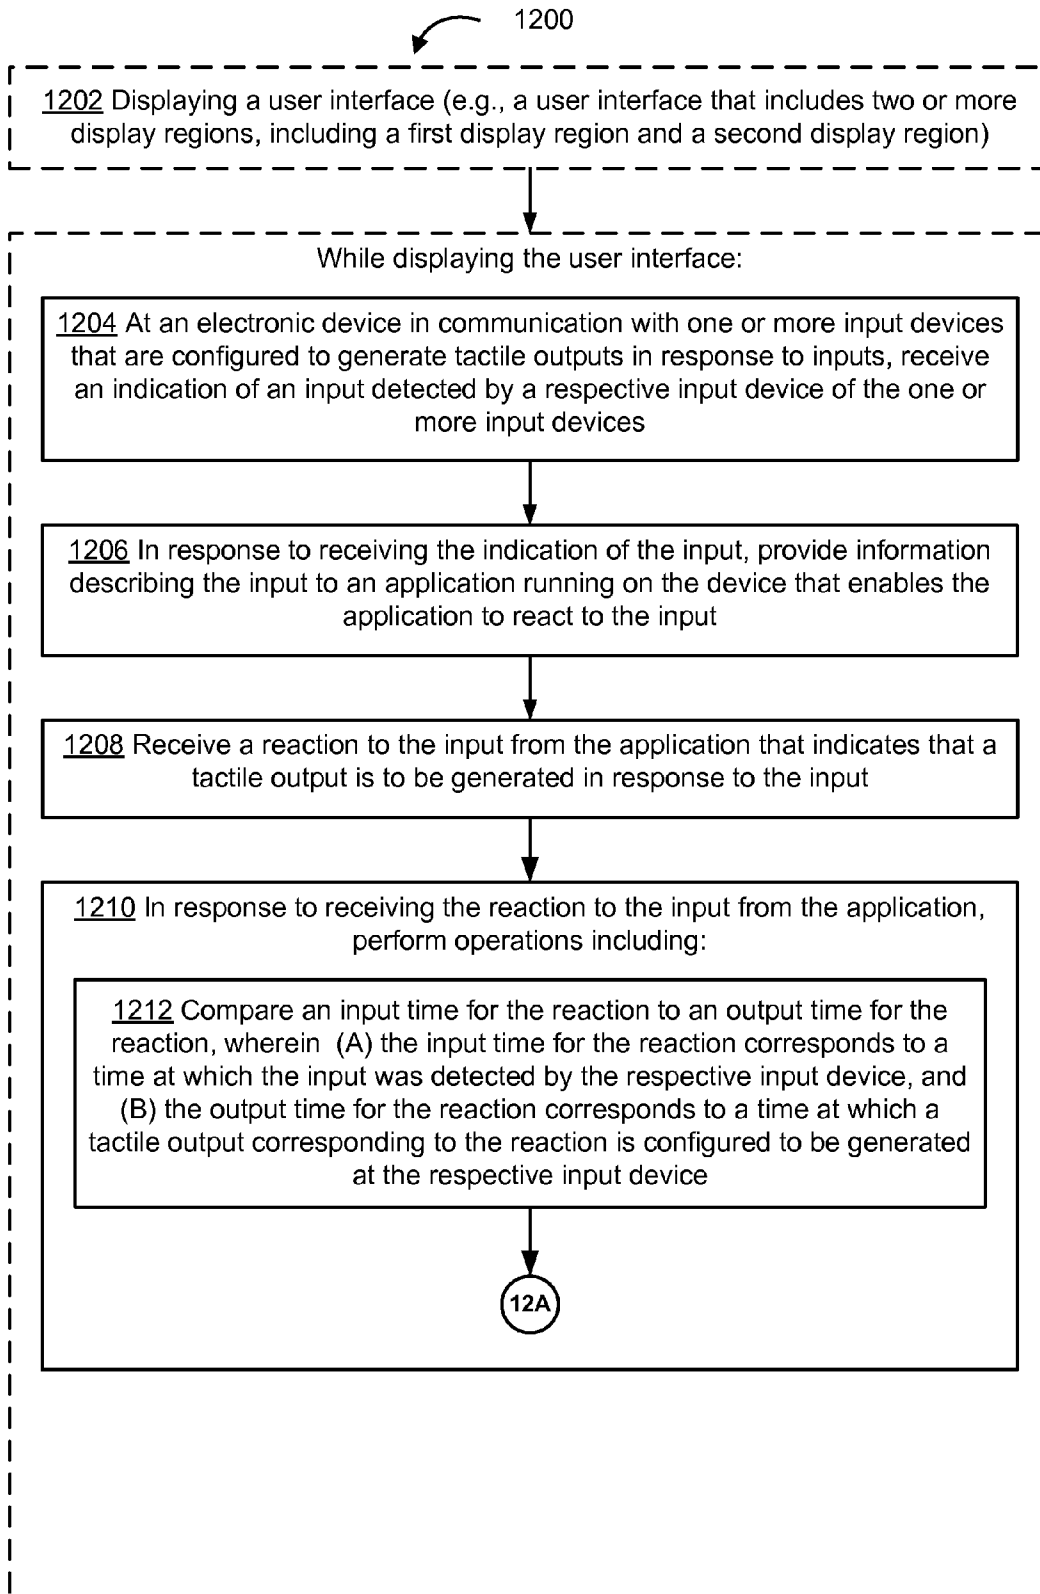 1200
1202 Displaying a user interface (e.g., a user interface that includes two or more
display regions, including a first display region and a second display region)
While displaying the user interface:
1204 At an electronic device in communication with one or more input devices
that are configured to generate tactile outputs in response to inputs, receive
an indication of an input detected by a respective input device of the one or
more input devices
1206 In response to receiving the indication of the input, provide information
describing the input to an application running on the device that enables the
application to react to the input
1208 Receive a reaction to the input from the application that indicates that a
tactile output is to be generated in response to the input
1210 In response to receiving the reaction to the input from the application,
perform operations including:
1212 Compare an input time for the reaction to an output time for the
reaction, wherein (A) the input time for the reaction corresponds to a
time at which the input was detected by the respective input device, and
(B) the output time for the reaction corresponds to a time at which a
tactile output corresponding to the reaction is configured to be generated
at the respective input device
12A